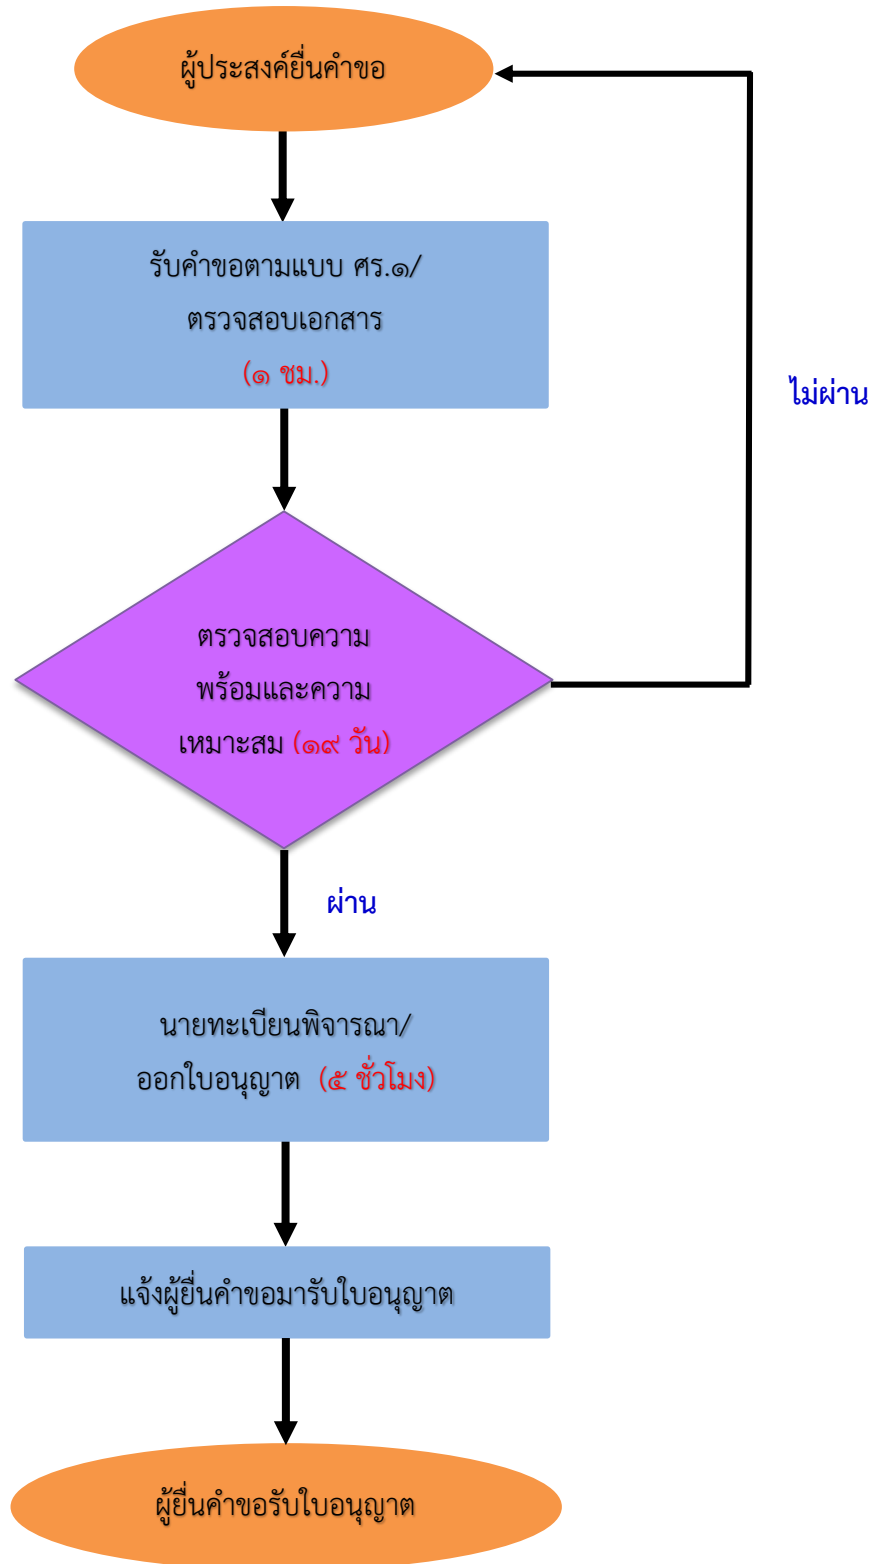 ผู้ประสงค์ยื่นคำขอ
รับคำขอตามแบบ ศร.๑/
ตรวจสอบเอกสาร
(๑ ชม.)
ไม่ผ่าน
ตรวจสอบความ
พร้อมและความ
เหมาะสม (๑๙ วัน)
ผ่าน
นายทะเบียนพิจารณา/
ออกใบอนุญาต (๕ ชั่วโมง)
แจ้งผู้ยื่นคำขอมารับใบอนุญาต
ผู้ยื่นคำขอรับใบอนุญาต